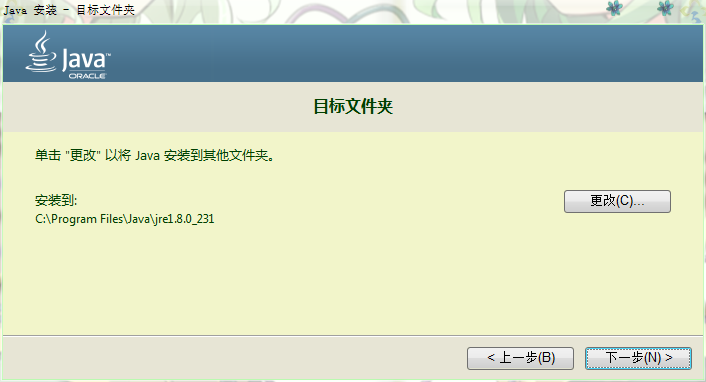 Java 安装 - 目标文件夹
Java™
ORACLE
目标文件夹
单击 "更改" 以将 Java 安装到其他文件夹。
安装到:
更改(C)...
C:\Program Files\Java\jre1.8.0_231
< 上一步(B)
下一步(N) >